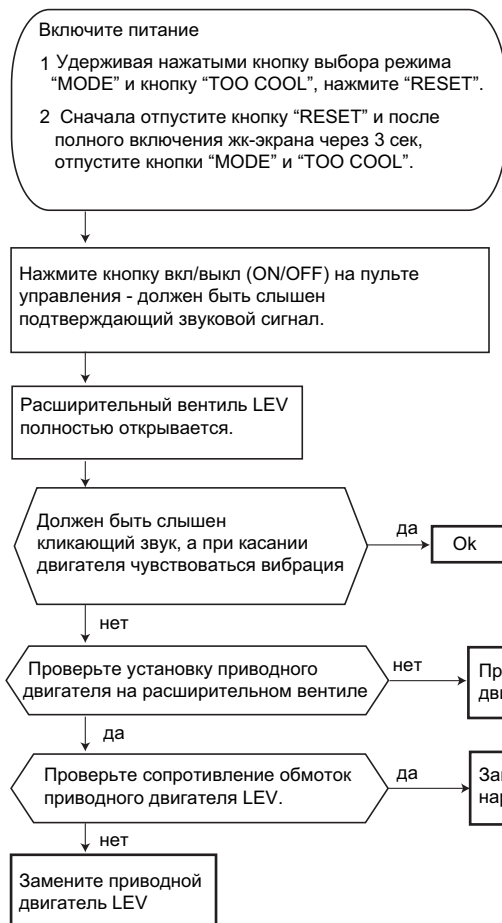 Включите питание
1 Удерживая нажатыми кнопку выбора режима
“MODE” и кнопку “TOO COOL”, нажмите “RESET”.
2 Сначала отпустите кнопку “RESET” и после
полного включения жк-экрана через 3 сек,
отпустите кнопки “MODE” и “TOO COOL”.
Нажмите кнопку вкл/выкл (ON/OFF) на пульте
управления - должен быть слышен
подтверждающий звуковой сигнал.
Расширительный вентиль LEV
полностью открывается.
Должен быть слышен
кликающий звук, а при касании
двигателя чувствоваться вибрация
да
Ok
нет
Проверьте установку приводного
двигателя на расширительном вентиле
нет
да
Проверьте сопротивление обмоток
приводного двигателя LEV.
да
нет
Замените приводной
двигатель LEV